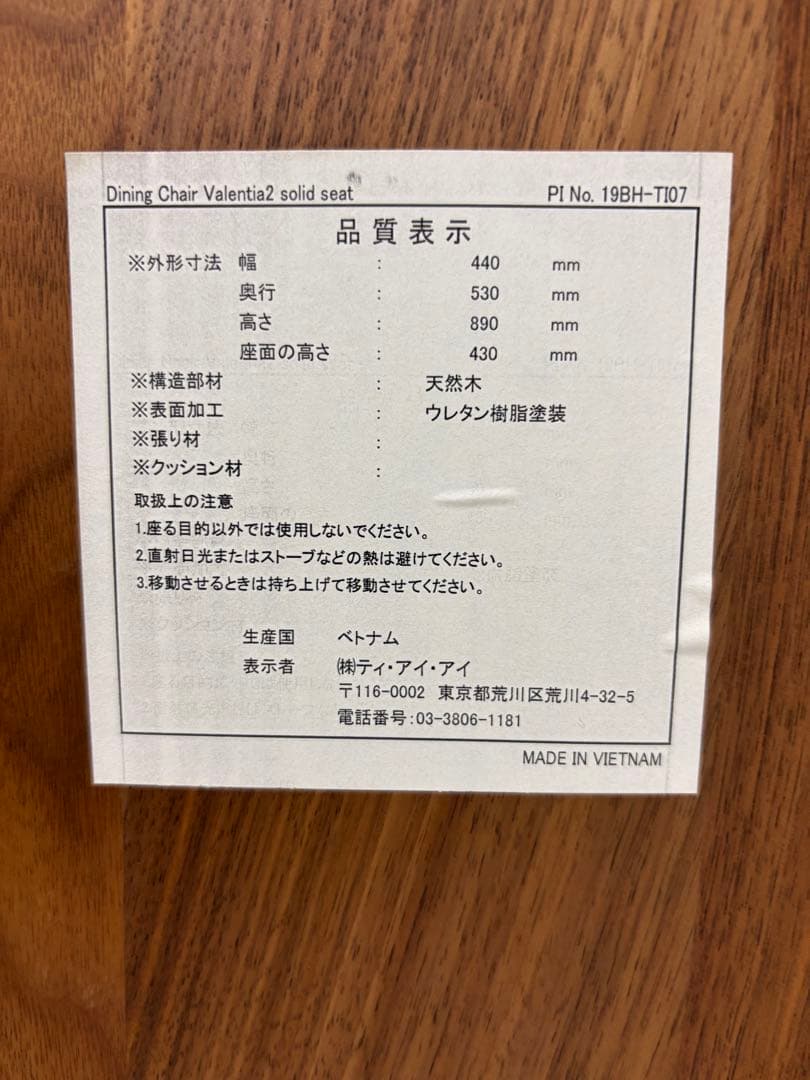 Dining Chair Valentia2 solid seat PI No. 19BH-TI07
品質表示
※外形寸法 幅 : 440 mm
奥行 : 530 mm
高さ : 890 mm
座面の高さ : 430 mm
※構造部材 : 天然木
※表面加工 : ウレタン樹脂塗装
※張り材 :
※クッション材 :
取扱上の注意
1.座る目的以外では使用しないでください。
2.直射日光またはストーブなどの熱は避けてください。
3.移動させるときは持ち上げて移動させてください。
生産国 ベトナム
表示者 ㈱ティ・アイ・アイ
〒116-0002 東京都荒川区荒川4-32-5
電話番号:03-3806-1181
MADE IN VIETNAM